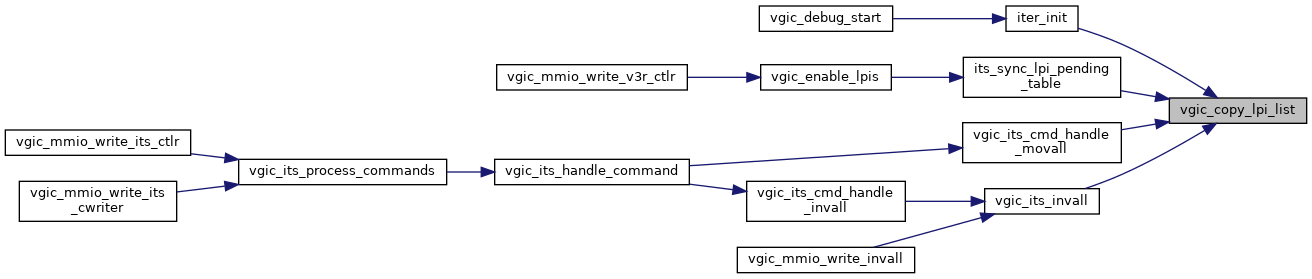 vgic_debug_start
iter_init
vgic_mmio_write_v3r_ctlr
vgic_enable_lpis
its_sync_lpi_pending
_table
vgic_copy_lpi_list
vgic_mmio_write_its_ctlr
vgic_its_cmd_handle
_movall
vgic_its_process_commands
vgic_its_handle_command
vgic_mmio_write_its
_cwriter
vgic_its_cmd_handle
_invall
vgic_its_invall
vgic_mmio_write_invall